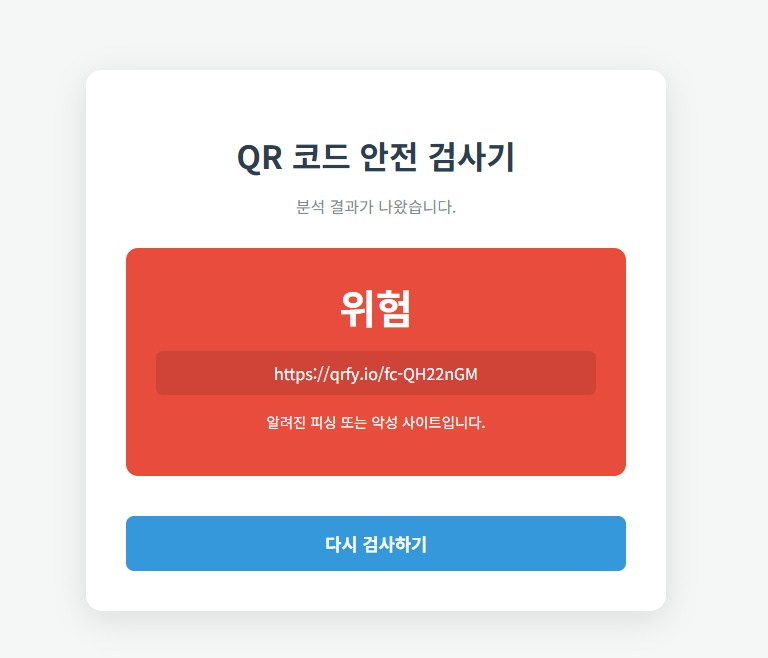 QR 코드 안전 검사기
분석 결과가 나왔습니다.
위험
https://qrfy.io/fc-QH22nGM
알려진 피싱 또는 악성 사이트입니다.
다시 검사하기